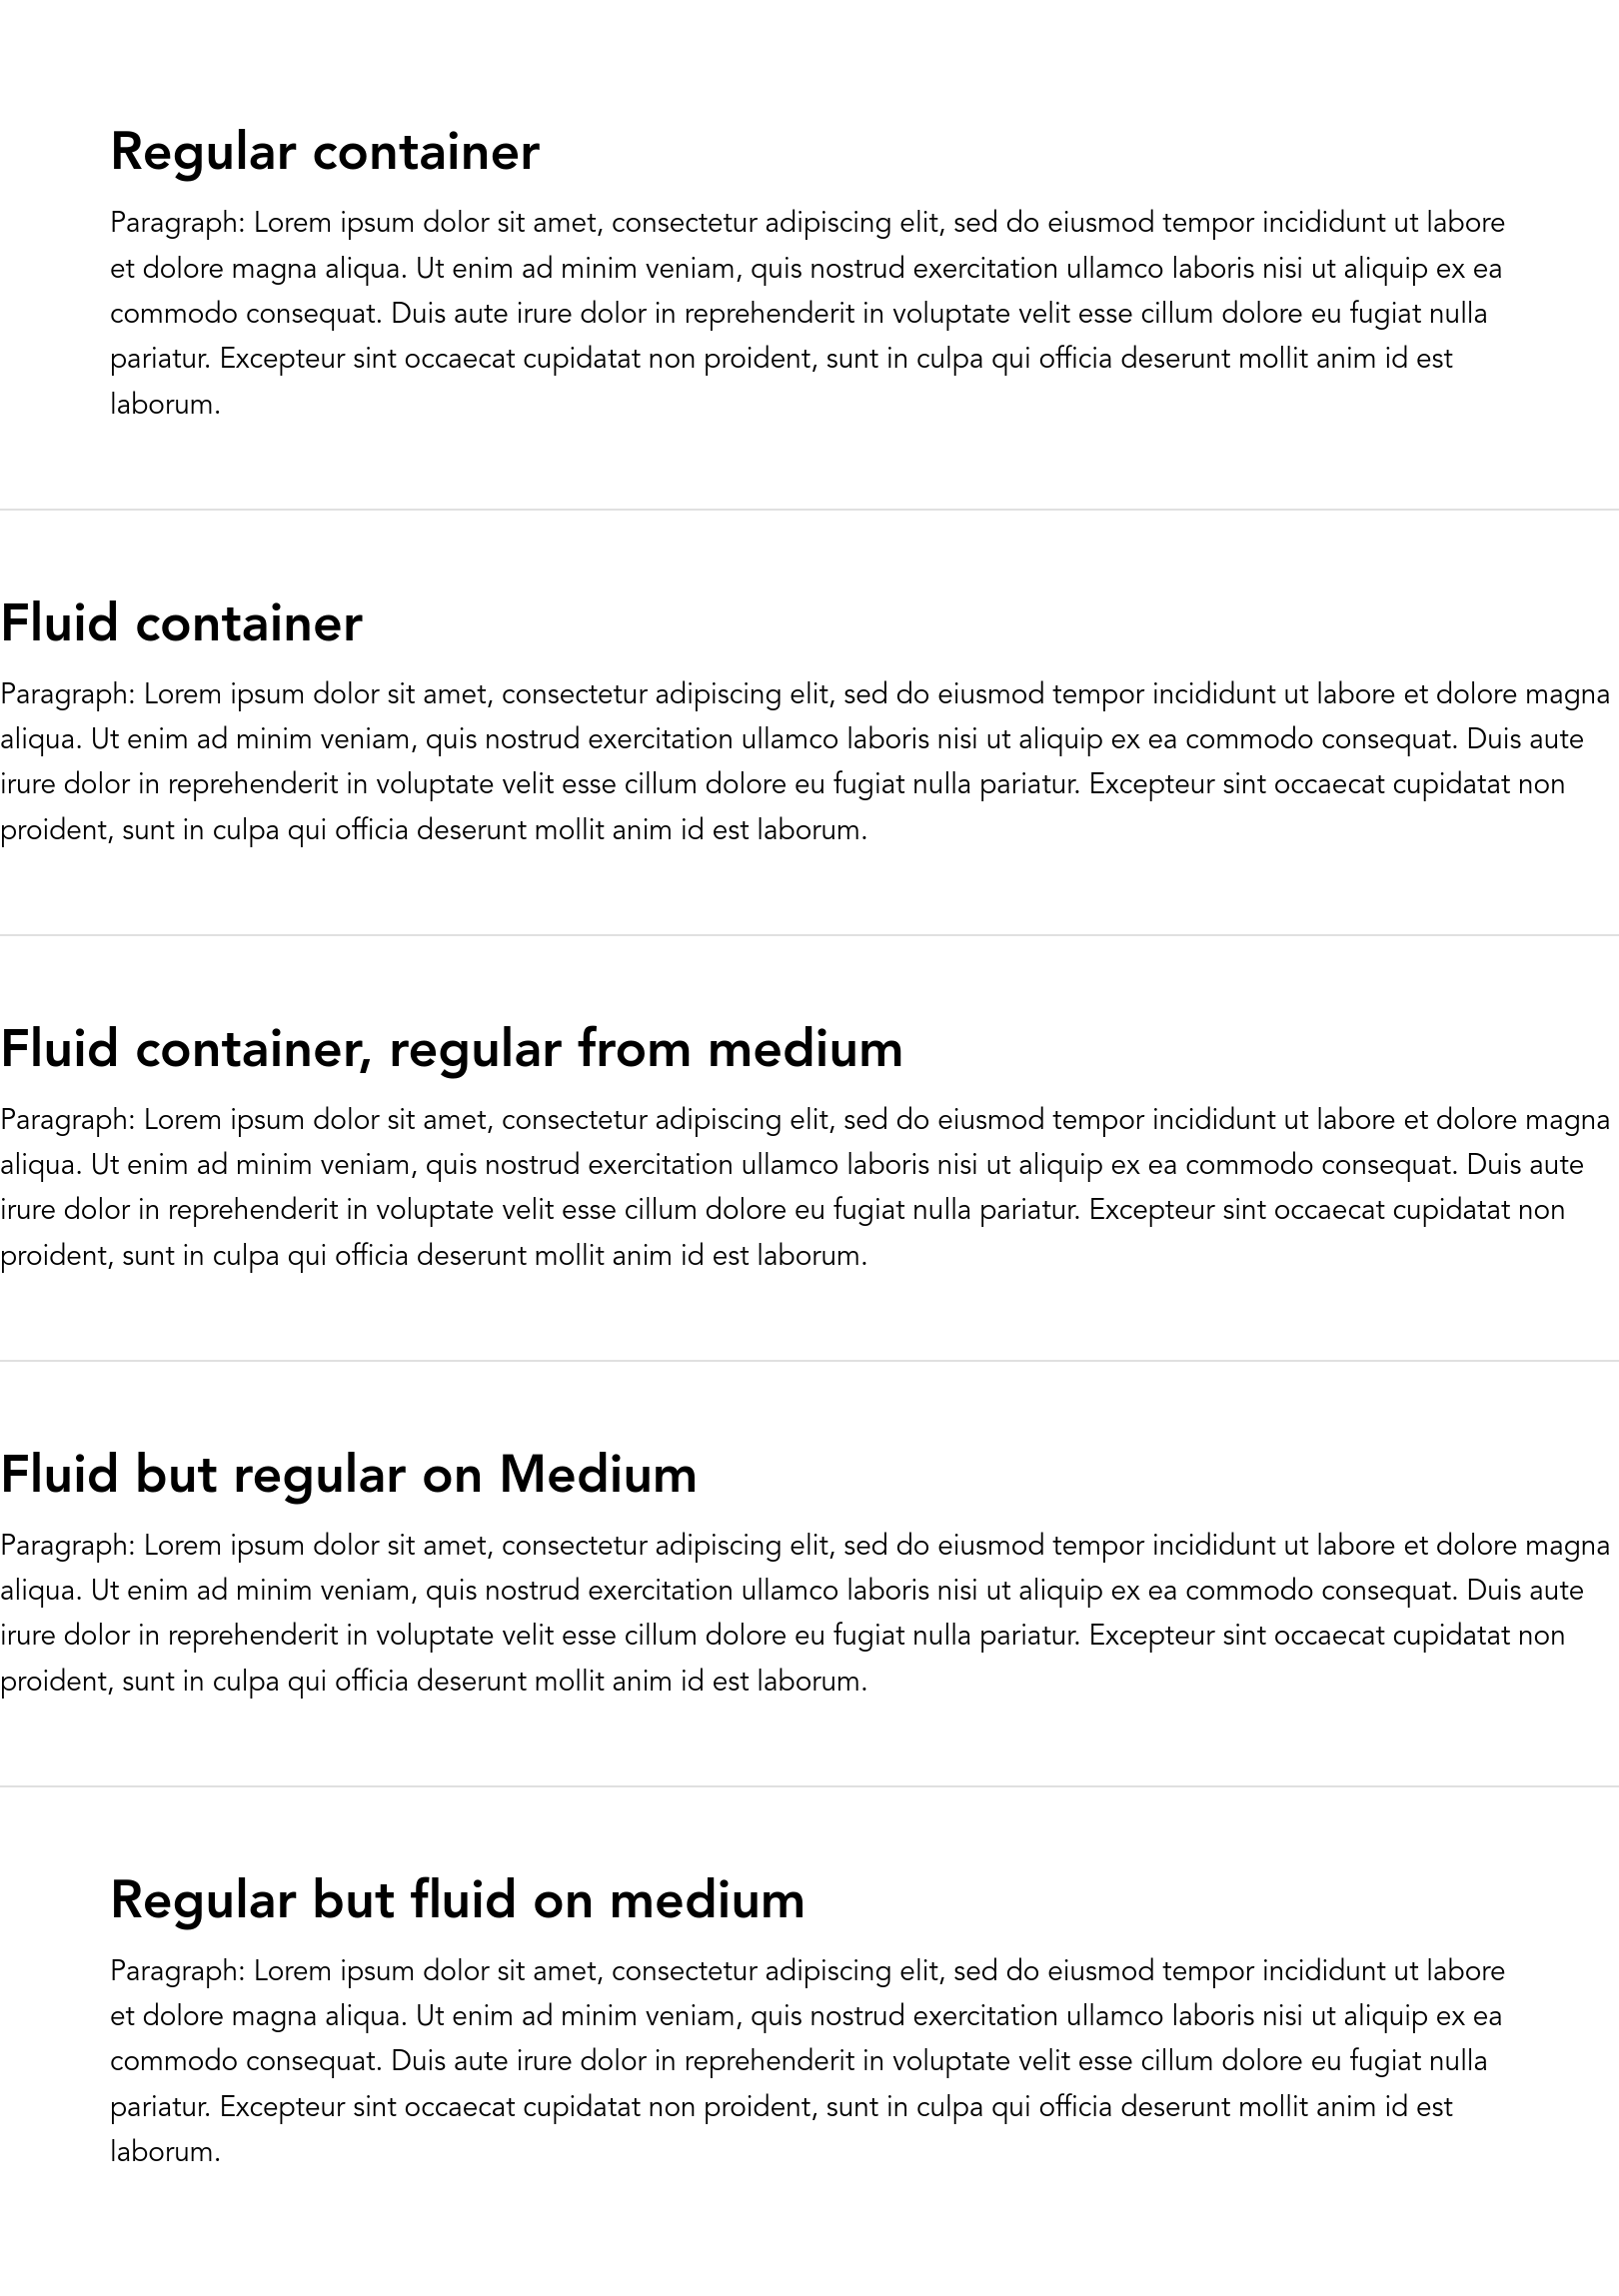 Regular container
Paragraph: Lorem ipsum dolor sit amet, consectetur adipiscing elit, sed do eiusmod tempor incididunt ut labore
et dolore magna aliqua. Ut enim ad minim veniam, quis nostrud exercitation ullamco laboris nisi ut aliquip ex ea
commodo consequat. Duis aute irure dolor in reprehenderit in voluptate velit esse cillum dolore eu fugiat nulla
pariatur. Excepteur sint occaecat cupidatat non proident, sunt in culpa qui officia deserunt mollit anim id est
laborum.
Fluid container
Paragraph: Lorem ipsum dolor sit amet, consectetur adipiscing elit, sed do eiusmod tempor incididunt ut labore et dolore magna
aliqua. Ut enim ad minim veniam, quis nostrud exercitation ullamco laboris nisi ut aliquip ex ea commodo consequat. Duis aute
irure dolor in reprehenderit in voluptate velit esse cillum dolore eu fugiat nulla pariatur. Excepteur sint occaecat cupidatat non
proident, sunt in culpa qui officia deserunt mollit anim id est laborum.
Fluid container, regular from medium
Paragraph: Lorem ipsum dolor sit amet, consectetur adipiscing elit, sed do eiusmod tempor incididunt ut labore et dolore magna
aliqua. Ut enim ad minim veniam, quis nostrud exercitation ullamco laboris nisi ut aliquip ex ea commodo consequat. Duis aute
irure dolor in reprehenderit in voluptate velit esse cillum dolore eu fugiat nulla pariatur. Excepteur sint occaecat cupidatat non
proident, sunt in culpa qui officia deserunt mollit anim id est laborum.
Fluid but regular on Medium
Paragraph: Lorem ipsum dolor sit amet, consectetur adipiscing elit, sed do eiusmod tempor incididunt ut labore et dolore magna
aliqua. Ut enim ad minim veniam, quis nostrud exercitation ullamco laboris nisi ut aliquip ex ea commodo consequat. Duis aute
irure dolor in reprehenderit in voluptate velit esse cillum dolore eu fugiat nulla pariatur. Excepteur sint occaecat cupidatat non
proident, sunt in culpa qui officia deserunt mollit anim id est laborum.
Regular but fluid on medium
Paragraph: Lorem ipsum dolor sit amet, consectetur adipiscing elit, sed do eiusmod tempor incididunt ut labore
et dolore magna aliqua. Ut enim ad minim veniam, quis nostrud exercitation ullamco laboris nisi ut aliquip ex ea
commodo consequat. Duis aute irure dolor in reprehenderit in voluptate velit esse cillum dolore eu fugiat nulla
pariatur. Excepteur sint occaecat cupidatat non proident, sunt in culpa qui officia deserunt mollit anim id est
laborum.